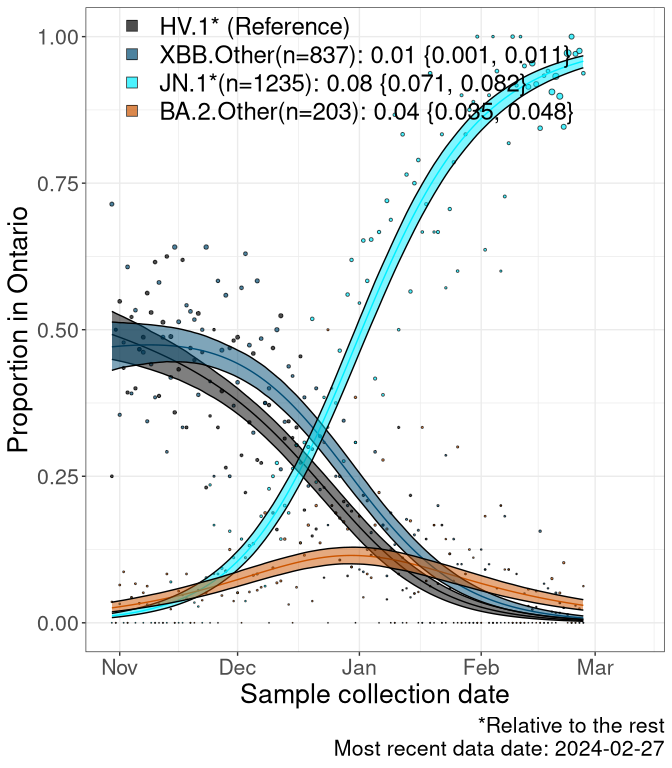 HV.1* (Reference)
XBB.Other(n=837): 0.01 {0.001, 0.011}
JN.1*(n=1235): 0.08 {0.071, 0.082}
BA.2.Other(n=203): 0.04 {0.035, 0.048}
1.00
0.75
0.50
0.25
0.00
Proportion in Ontario
Nov Dec Jan Feb Mar
Sample collection date
*Relative to the rest
Most recent data date: 2024-02-27